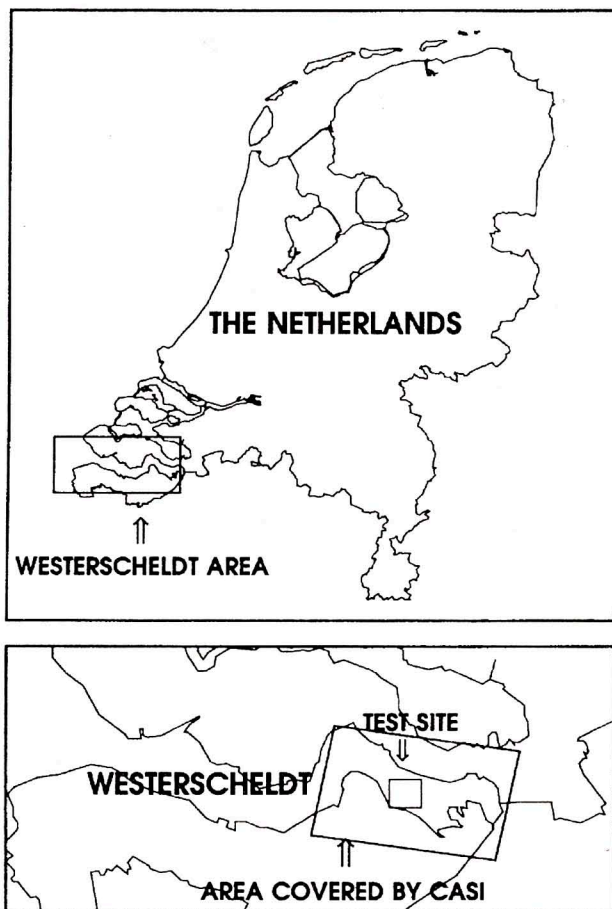 THE NETHERLANDS
WESTERSCHELDT AREA
TEST SITE
WESTERSCHELDT
AREA COVERED BY CASI